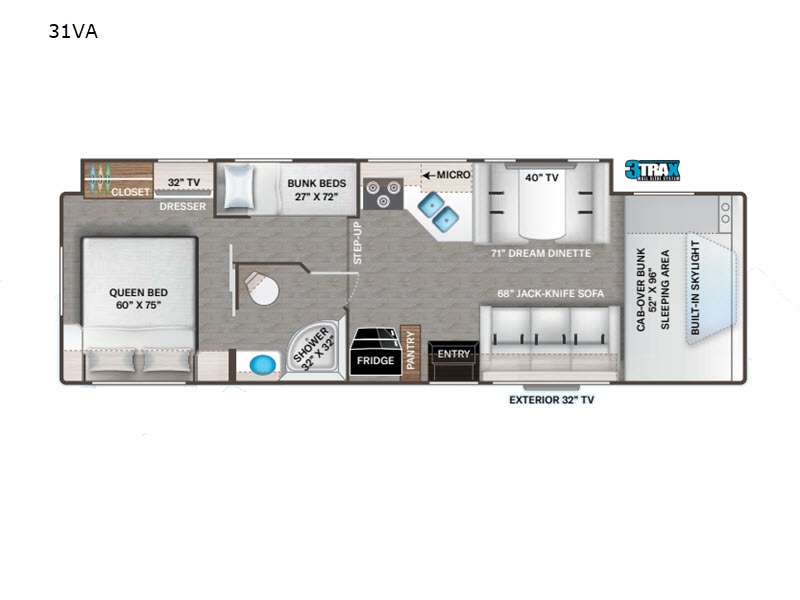 31VA
3TRAX
CLOSET
32" TV
DRESSER
BUNK BEDS
27" X 72"
MICRO
40" TV
STEP-UP
71" DREAM DINETTE
68" JACK-KNIFE SOFA
CAB-OVER BUNK
52" X 96"
SLEEPING AREA
BUILT-IN SKYLIGHT
QUEEN BED
60" X 75"
SHOWER
32" X 32"
FRIDGE
PANTRY
ENTRY
EXTERIOR 32" TV